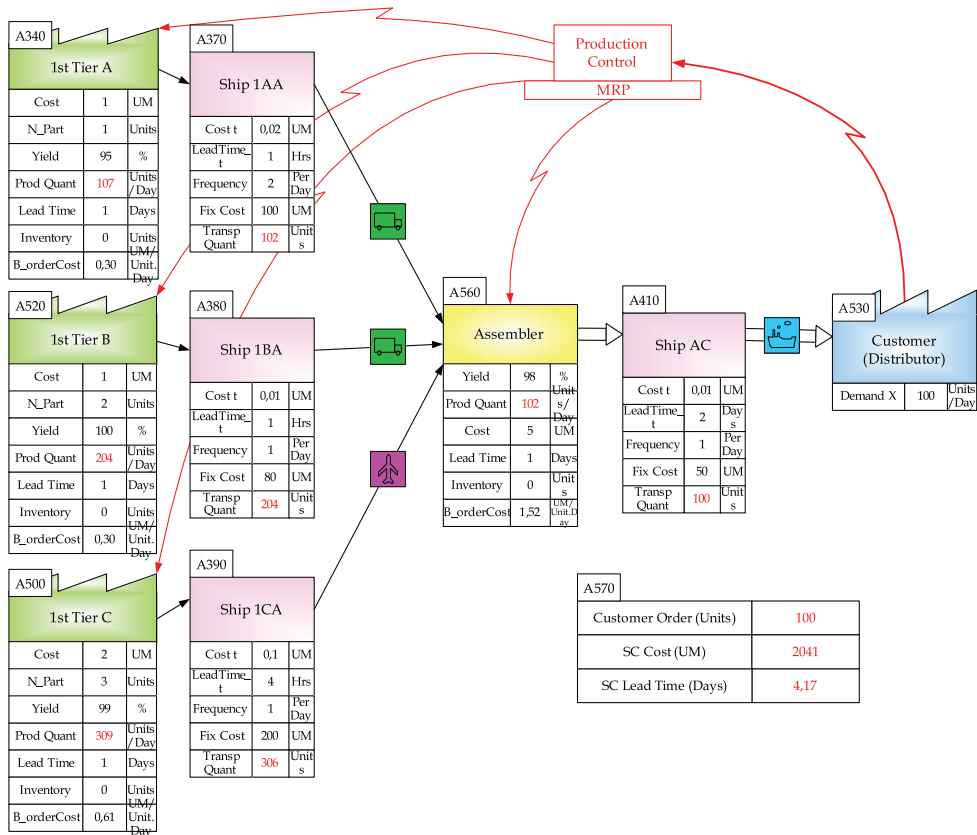 A340
1st Tier A
Cost 1 UM
N_Part 1 Units
Yield 95 %
Prod Quant 107 Units
/Day
Lead Time 1 Days
Inventory 0 Units
B_orderCost 0,30 UM/
Unit.
Day
A370
Ship 1AA
Cost t 0,02 UM
LeadTime_
t 1 Hrs
Frequency 2 Per
Day
Fix Cost 100 UM
Transp
Quant 102 Unit
s
Production
Control
MRP
A520
1st Tier B
Cost 1 UM
N_Part 2 Units
Yield 100 %
Prod Quant 204 Units
/Day
Lead Time 1 Days
Inventory 0 Units
B_orderCost 0,30 UM/
Unit.
Day
A380
Ship 1BA
Cost t 0,01 UM
LeadTime_
t 1 Hrs
Frequency 1 Per
Day
Fix Cost 80 UM
Transp
Quant 204 Unit
s
A560
Assembler
Yield 98 %
Prod Quant 102 Unit
s/
Day
Cost 5 UM
Lead Time 1 Days
Inventory 0 Unit
s
B_orderCost 1,52 UM/
Unit.D
ay
A410
Ship AC
Cost t 0,01 UM
LeadTime_
t 2 Day
s
Frequency 1 Per
Day
Fix Cost 50 UM
Transp
Quant 100 Unit
s
A530
Customer
(Distributor)
Demand X 100 Units
/Day
A500
1st Tier C
Cost 2 UM
N_Part 3 Units
Yield 99 %
Prod Quant 309 Units
/Day
Lead Time 1 Days
Inventory 0 Units
B_orderCost 0,61 UM/
Unit.
Day
A390
Ship 1CA
Cost t 0,1 UM
LeadTime_
t 4 Hrs
Frequency 1 Per
Day
Fix Cost 200 UM
Transp
Quant 306 Unit
s
A570
Customer Order (Units) 100
SC Cost (UM) 2041
SC Lead Time (Days) 4,17